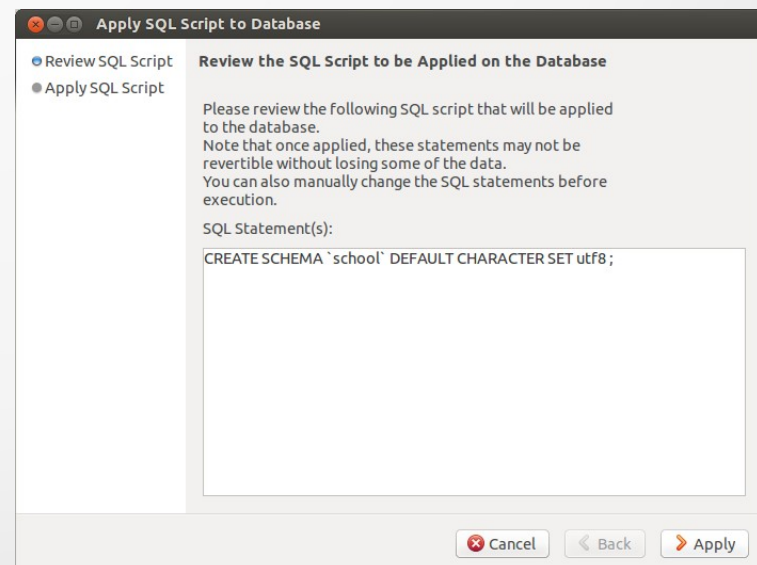 Apply SQL Script to Database
Review SQL Script
Apply SQL Script
Review the SQL Script to be Applied on the Database
Please review the following SQL script that will be applied
to the database.
Note that once applied, these statements may not be
revertible without losing some of the data.
You can also manually change the SQL statements before
execution.
SQL Statement(s):
CREATE SCHEMA `school` DEFAULT CHARACTER SET utf8 ;
Cancel
Back
Apply